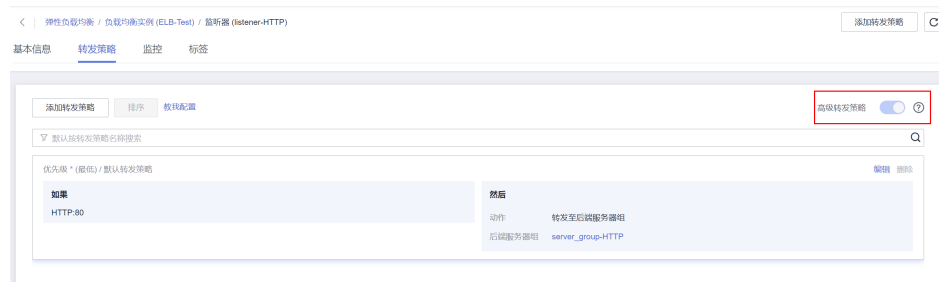 弹性负载均衡 / 负载均衡实例 (ELB-Test) / 监听器 (listener-HTTP)
添加转发策略
基本信息 转发策略 监控 标签
添加转发策略 排序 教我配置
高级转发策略
默认按转发策略名称搜索
优先级 * (最低) / 默认转发策略
编辑 删除
如果
HTTP:80
然后
动作 转发至后端服务器组
后端服务器组 server_group-HTTP